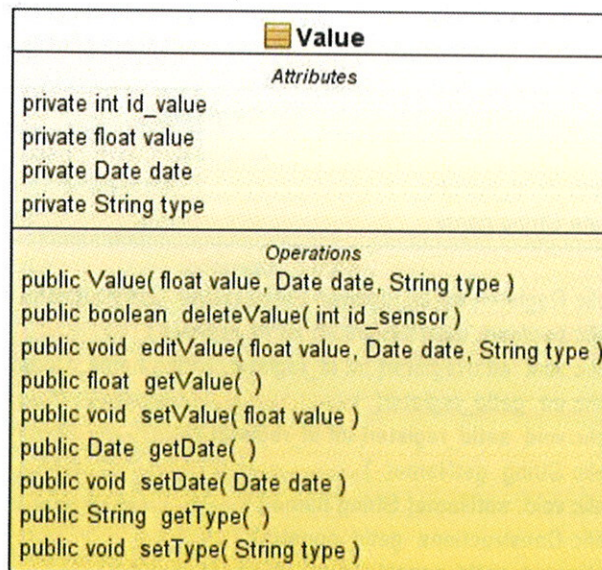 Value
Attributes
private int id_value
private float value
private Date date
private String type
Operations
public Value( float value, Date date, String type )
public boolean deleteValue( int id_sensor )
public void editValue( float value, Date date, String type )
public float getValue( )
public void setValue( float value )
public Date getDate( )
public void setDate( Date date )
public String getType( )
public void setType( String type )